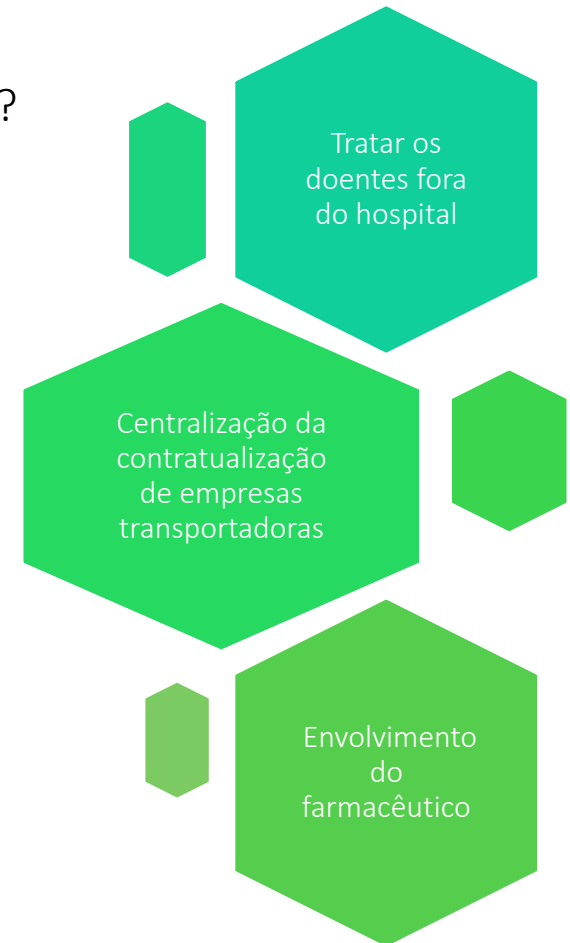 ?
Tratar os
doentes fora
do hospital
Centralização da
contratualização
de empresas
transportadoras
Envolvimento
do
farmacêutico